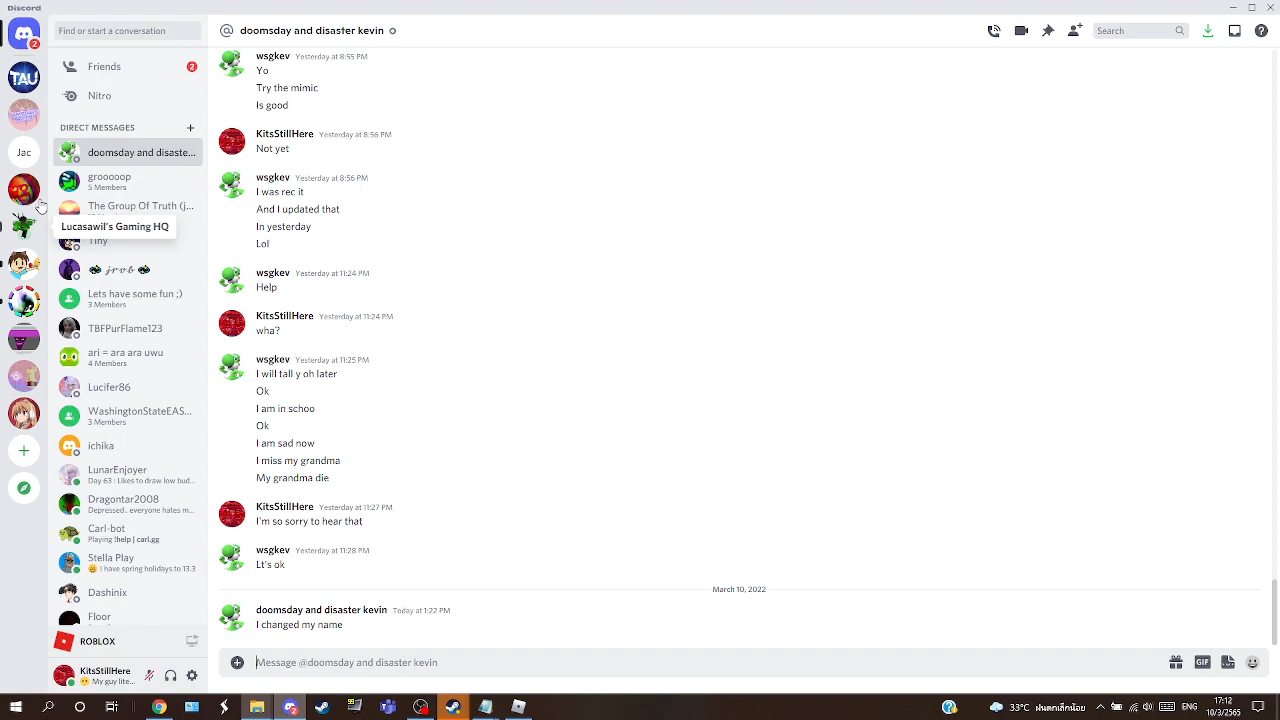 Discord
2
Find or start a conversation
doomsday and disaster kevin
Search
TAU
Jac
Lucasawil's Gaming HQ
Friends
2
Nitro
DIRECT MESSAGES
doomsday and disaste...
grooooop
5 Members
The Group Of Truth (j...
Tiny
𝒿𝓇𝓋𝒷
Lets have some fun ;)
3 Members
TBFPurFlame123
ari = ara ara uwu
4 Members
Lucifer86
WashingtonStateEAS...
3 Members
ichika
LunarEnjoyer
Day 63 : Likes to draw low bud...
Dragontar2008
Depressed.. everyone hates m...
Carl-bot
Playing !help | carl.gg
Stella Play
I have spring holidays to 13.3
Dashinix
Floor
ROBLOX
KitsStillHere
My guy lite...
wsgkev Yesterday at 8:55 PM
Yo
Try the mimic
Is good
KitsStillHere Yesterday at 8:56 PM
Not yet
wsgkev Yesterday at 8:56 PM
I was rec it
And I updated that
In yesterday
Lol
wsgkev Yesterday at 11:24 PM
Help
KitsStillHere Yesterday at 11:24 PM
wha?
wsgkev Yesterday at 11:25 PM
I will tally oh later
Ok
I am in schoo
Ok
I am sad now
I miss my grandma
My grandma die
KitsStillHere Yesterday at 11:27 PM
I'm so sorry to hear that
wsgkev Yesterday at 11:28 PM
Lt's ok
March 10, 2022
doomsday and disaster kevin Today at 1:22 PM
I changed my name
Message @doomsday and disaster kevin
GIF
33°C
17:12
10/3/2565